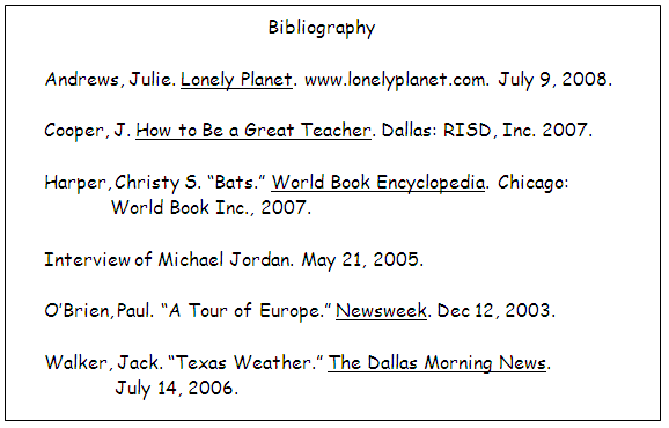 Bibliography
Andrews, Julie. Lonely Planet. www.lonelyplanet.com. July 9, 2008.
Cooper, J. How to Be a Great Teacher. Dallas: RISD, Inc. 2007.
Harper, Christy S. “Bats.” World Book Encyclopedia. Chicago:
World Book Inc., 2007.
Interview of Michael Jordan. May 21, 2005.
O’Brien, Paul. “A Tour of Europe.” Newsweek. Dec 12, 2003.
Walker, Jack. “Texas Weather.” The Dallas Morning News.
July 14, 2006.